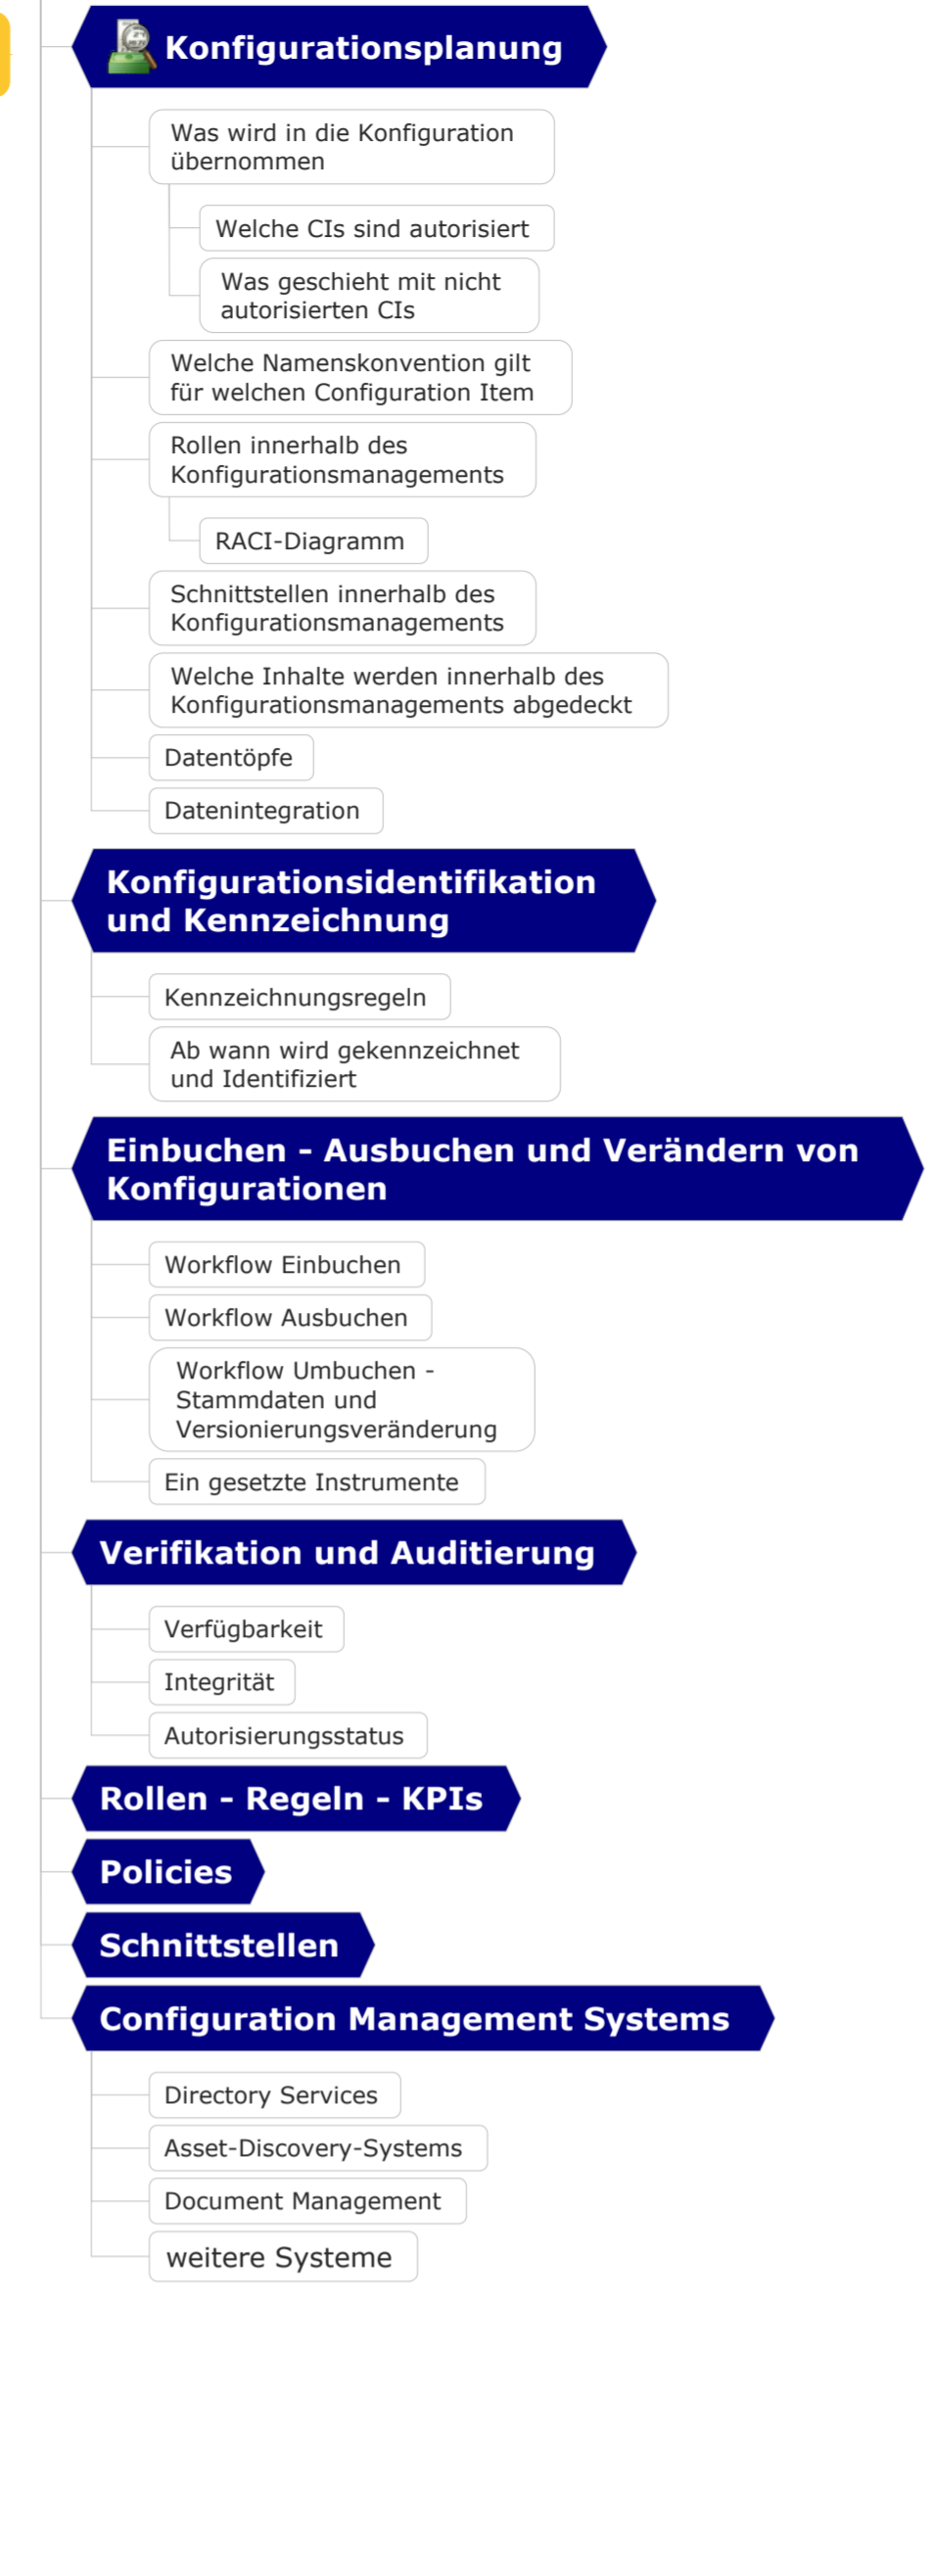 Konfigurationsplanung
Was wird in die Konfiguration
übernommen
Welche CIs sind autorisiert
Was geschieht mit nicht
autorisierten CIs
Welche Namenskonvention gilt
für welchen Configuration Item
Rollen innerhalb des
Konfigurationsmanagements
RACI-Diagramm
Schnittstellen innerhalb des
Konfigurationsmanagements
Welche Inhalte werden innerhalb des
Konfigurationsmanagements abgedeckt
Datentöpfe
Datenintegration
Konfigurationsidentifikation
und Kennzeichnung
Kennzeichnungsregeln
Ab wann wird gekennzeichnet
und Identifiziert
Einbuchen - Ausbuchen und Verändern von
Konfigurationen
Workflow Einbuchen
Workflow Ausbuchen
Workflow Umbuchen -
Stammdaten und
Versionierungsveränderung
Ein gesetzte Instrumente
Verifikation und Auditierung
Verfügbarkeit
Integrität
Autorisierungsstatus
Rollen - Regeln - KPIs
Policies
Schnittstellen
Configuration Management Systems
Directory Services
Asset-Discovery-Systems
Document Management
weitere Systeme